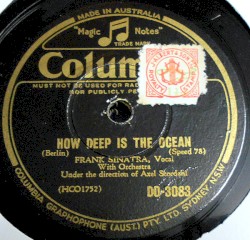 MADE IN AUSTRALIA
"Magic Notes"
TRADE MARK
Colum
MUST NOT BE USED FOR RAD
FOR PUBLICLY PE
HOW DEEP IS THE OCEAN
(Berlin) (Speed 78)
FRANK SINATRA, Vocal
With Orchestra
Under the direction of Axel Stordahl
(HCO1752) DO-3083
COLUMBIA GRAPHOPHONE (AUST.) PTY. LTD. SYDNEY N.S.W.